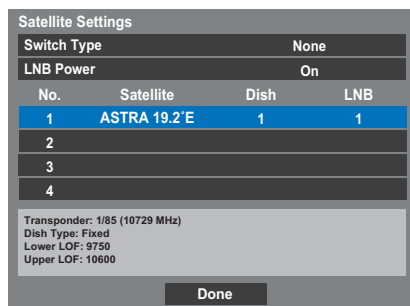 Satellite Settings
Switch Type None
LNB Power On
No. Satellite Dish LNB
1 ASTRA 19.2˚E 1 1
2
3
4
Transponder: 1/85 (10729 MHz)
Dish Type: Fixed
Lower LOF: 9750
Upper LOF: 10600
Done